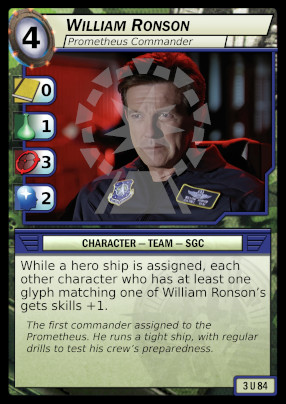 4
WILLIAM RONSON
Prometheus Commander
0
1
3
2
CHARACTER – TEAM – SGC
While a hero ship is assigned, each
other character who has at least one
glyph matching one of William Ronson's
gets skills +1.
The first commander assigned to the
Prometheus. He runs a tight ship, with regular
drills to test his crew's preparedness.
3 U 84